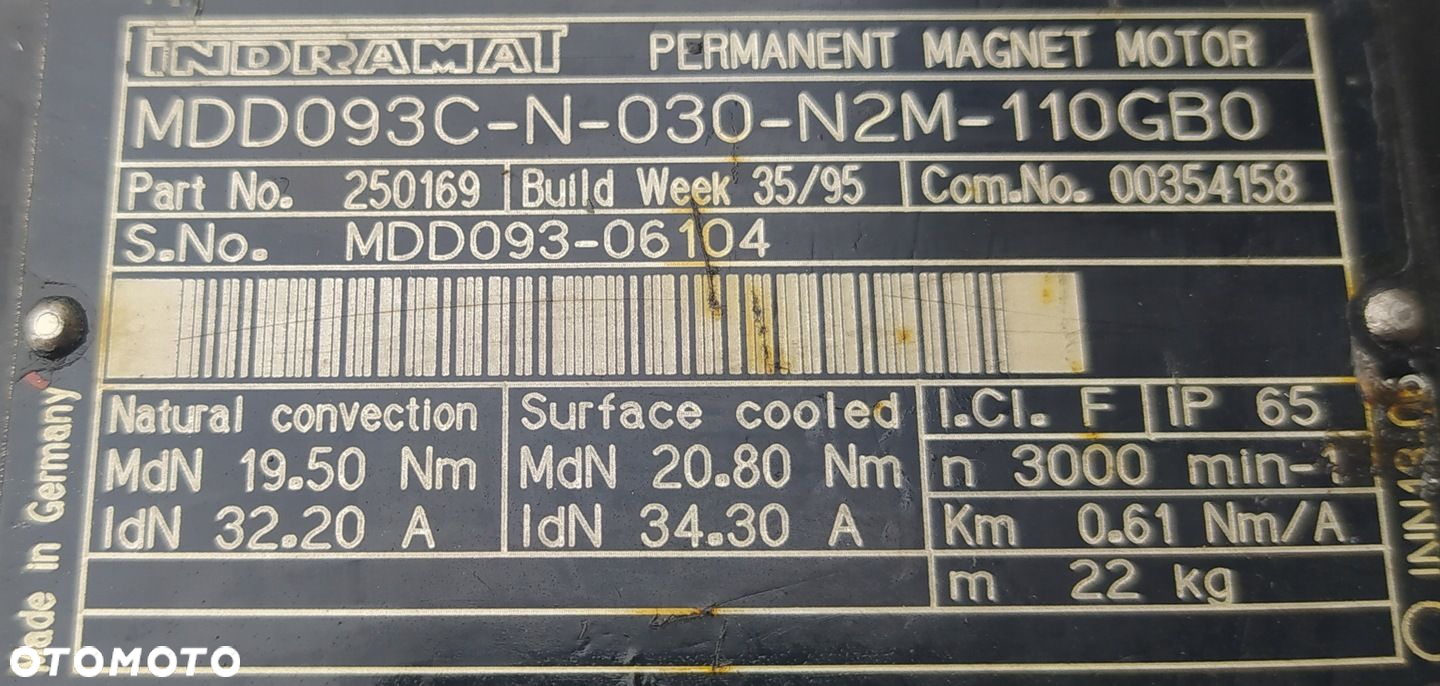 INDRAMAT PERMANENT MAGNET MOTOR
MDD093C-N-030-N2M-110GB0
Part No. 250169 Build Week 35/95 Com.No. 00354158
S.No. MDD093-06104
Natural convection
MdN 19.50 Nm
IdN 32.20 A
Surface cooled
MdN 20.80 Nm
IdN 34.30 A
I.Cl. F IP 65
n 3000 min-1
Km 0.61 Nm/A
m 22 kg
Made in Germany
OTOMOTO